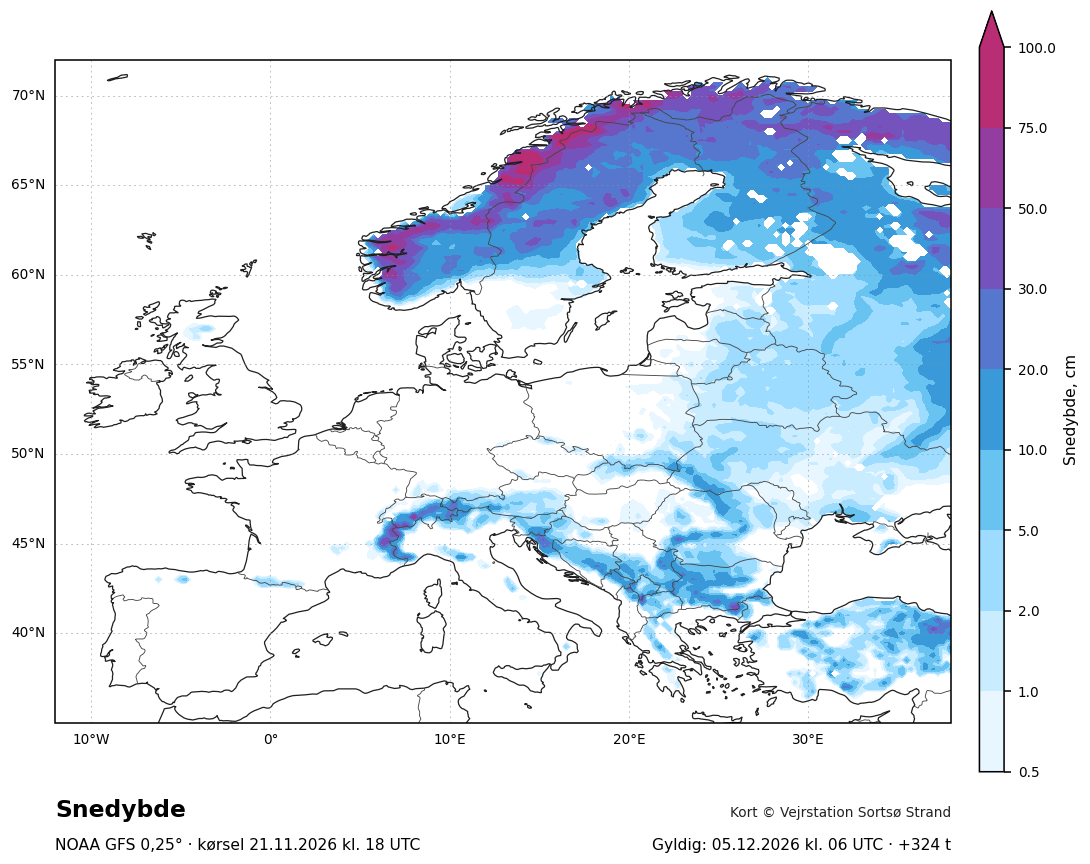 100.0
75.0
50.0
30.0
20.0
10.0
5.0
2.0
1.0
0.5
Snedybde, cm
70°N
65°N
60°N
55°N
50°N
45°N
40°N
10°W 0° 10°E 20°E 30°E
Snedybde
Kort © Vejrstation Sortsø Strand
NOAA GFS 0,25° · kørsel 21.11.2026 kl. 18 UTC
Gyldig: 05.12.2026 kl. 06 UTC · +324 t